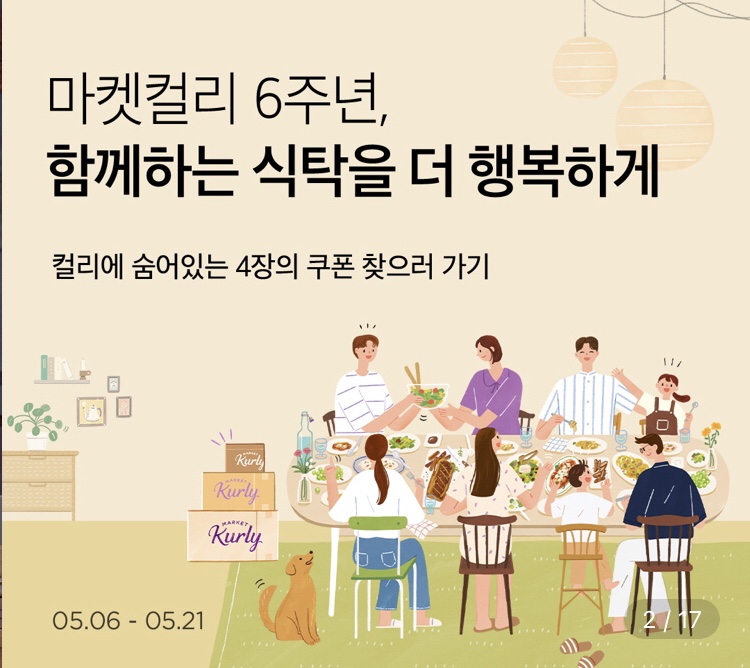 마켓컬리 6주년,
함께하는 식탁을 더 행복하게
컬리에 숨어있는 4장의 쿠폰 찾으러 가기
Kurly
MARKET
Kurly
MARKET
Kurly
05.06 - 05.21
2 / 17